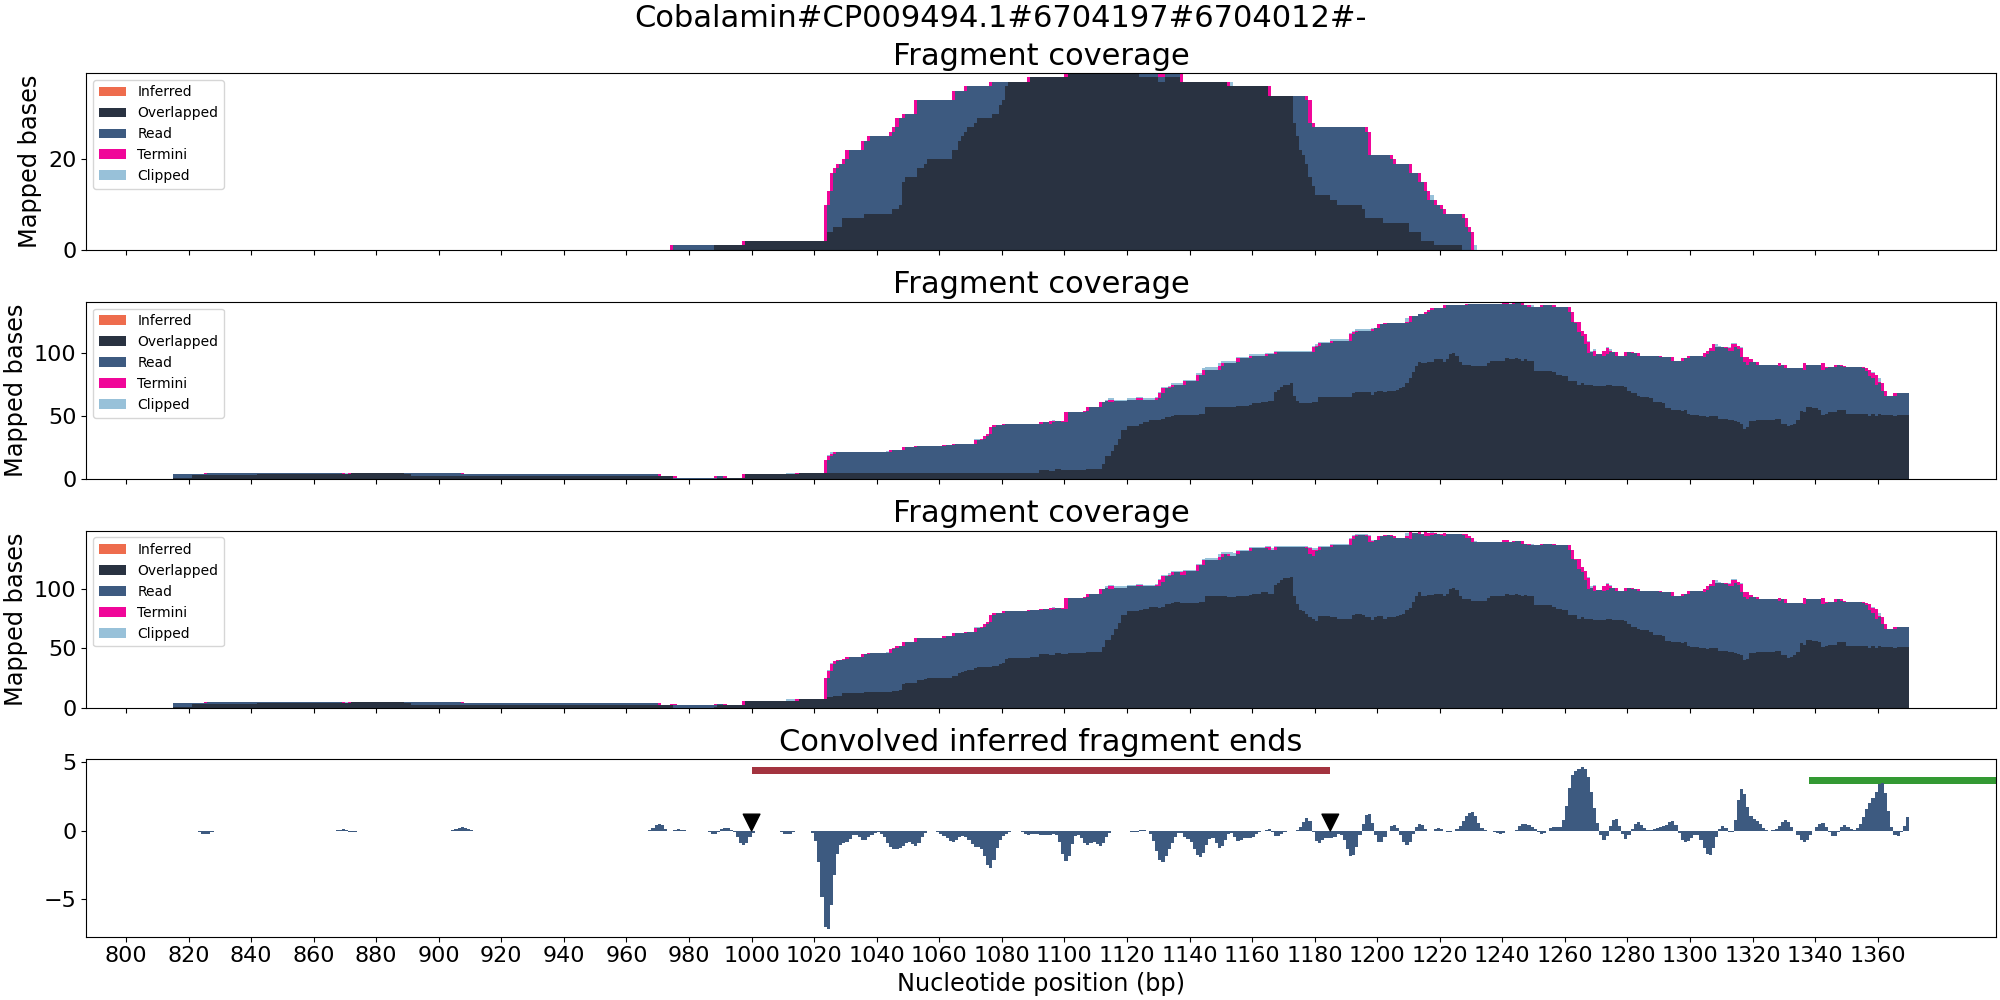 Cobalamin#CP009494.1#6704197#6704012#-
Fragment coverage
Mapped bases
20
0
Inferred
Overlapped
Read
Termini
Clipped
Fragment coverage
Mapped bases
100
50
0
Inferred
Overlapped
Read
Termini
Clipped
Fragment coverage
Mapped bases
100
50
0
Inferred
Overlapped
Read
Termini
Clipped
Convolved inferred fragment ends
5
0
−5
800 820 840 860 880 900 920 940 960 980 1000 1020 1040 1060 1080 1100 1120 1140 1160 1180 1200 1220 1240 1260 1280 1300 1320 1340 1360
Nucleotide position (bp)